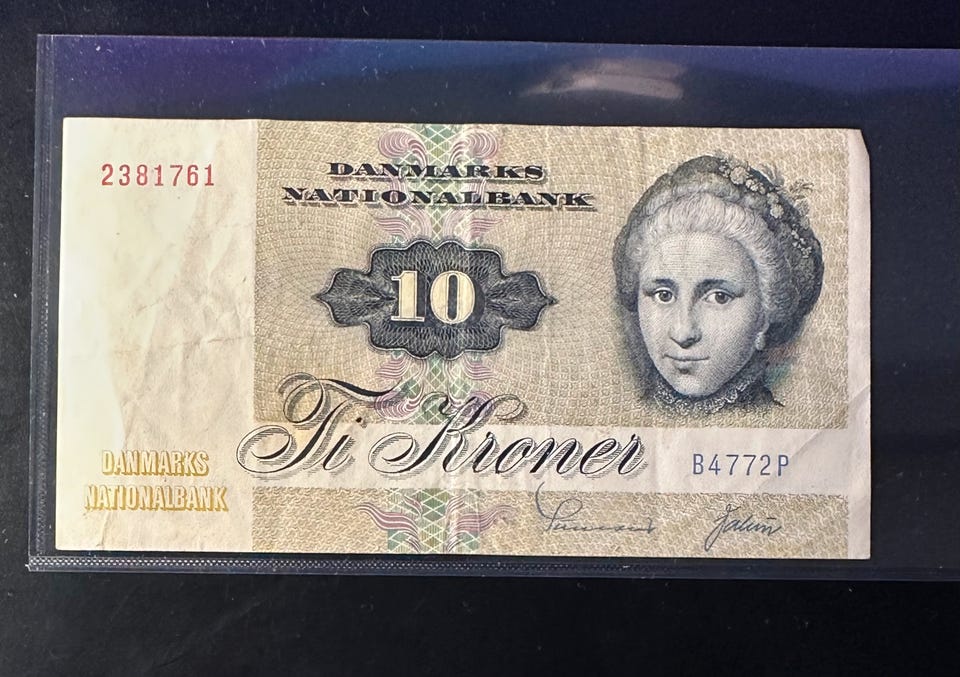 2381761
DANMARKS
NATIONALBANK
10
Ti Kroner
B4772P
DANMARKS
NATIONALBANK